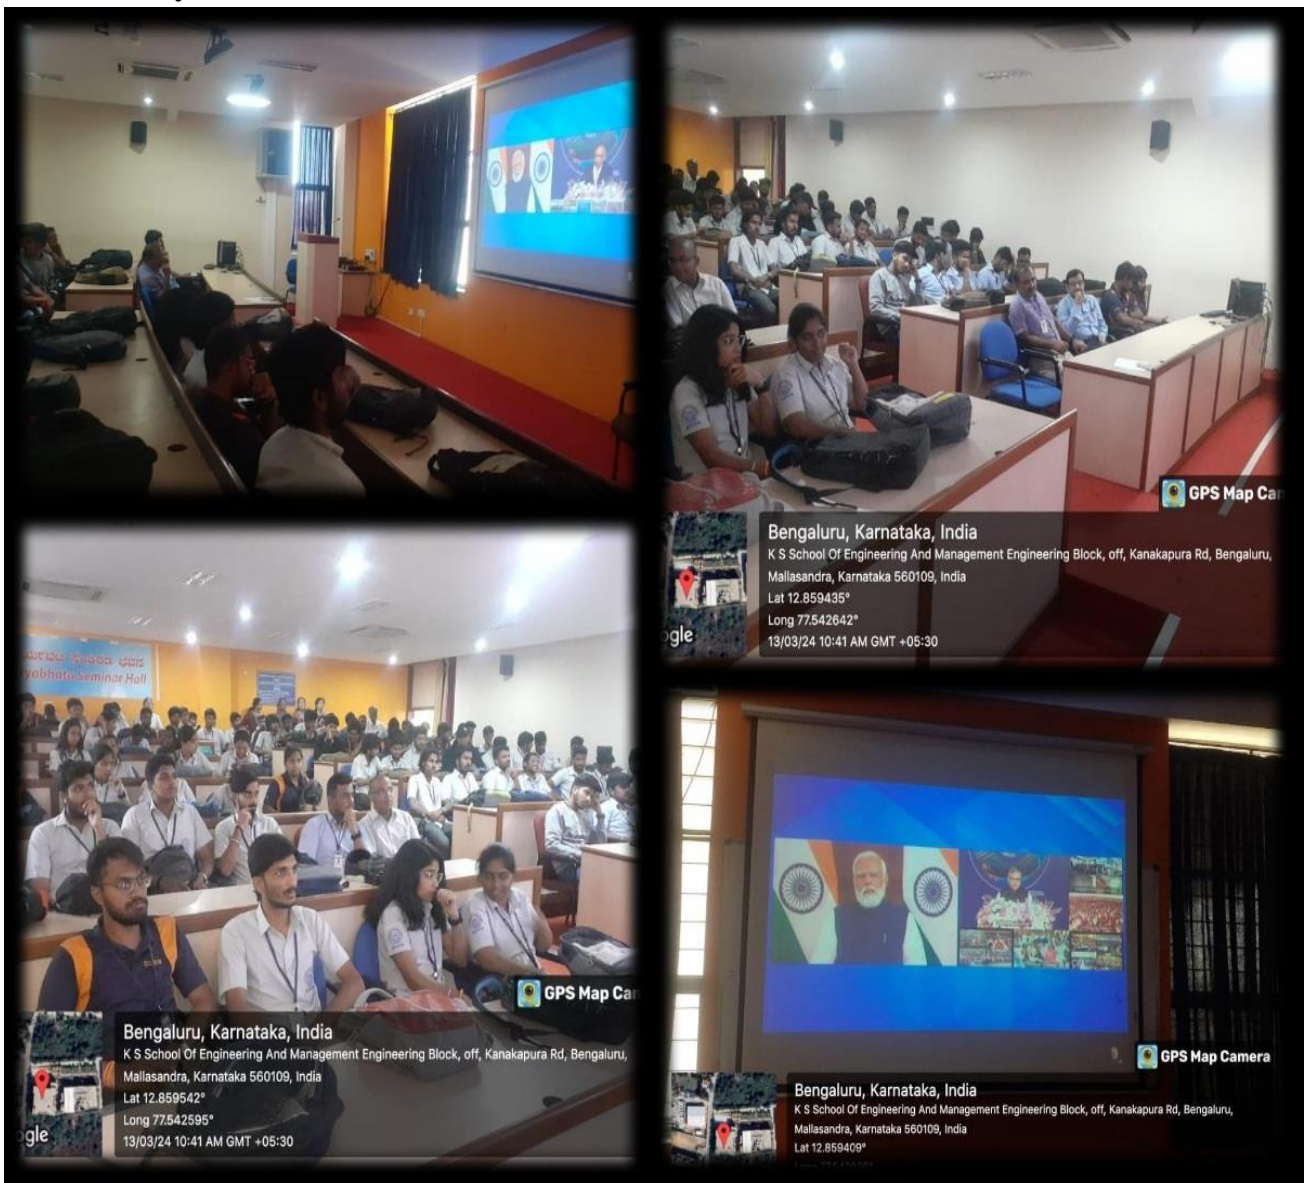 GPS Map Cam
Bengaluru, Karnataka, India
K S School Of Engineering And Management Engineering Block, off, Kanakapura Rd, Bengaluru,
Mallasandra, Karnataka 560109, India
Lat 12.859435°
Long 77.542642°
13/03/24 10:41 AM GMT +05:30
ogle
yabhata Seminar Hall
GPS Map Cam
Bengaluru, Karnataka, India
K S School Of Engineering And Management Engineering Block, off, Kanakapura Rd, Bengaluru,
Mallasandra, Karnataka 560109, India
Lat 12.859542°
Long 77.542595°
13/03/24 10:41 AM GMT +05:30
ogle
GPS Map Camera
Bengaluru, Karnataka, India
K S School Of Engineering And Management Engineering Block, off, Kanakapura Rd, Bengaluru,
Mallasandra, Karnataka 560109, India
Lat 12.859409°